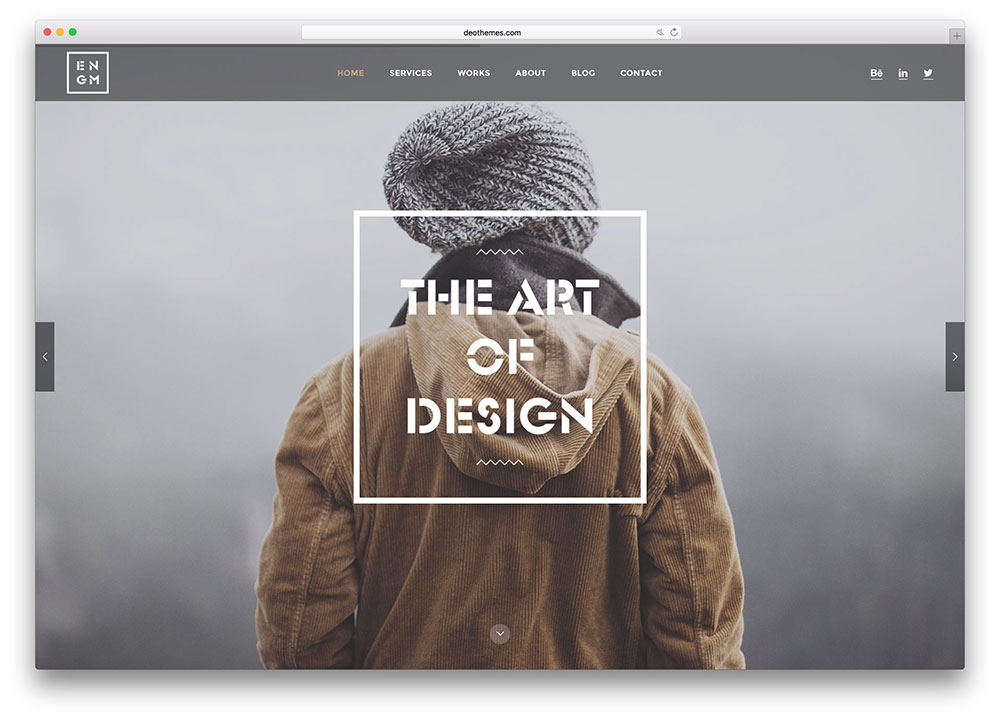 deothemes.com
EN
GM
HOME SERVICES WORKS ABOUT BLOG CONTACT
Bē in
THE ART
OF
DESIGN